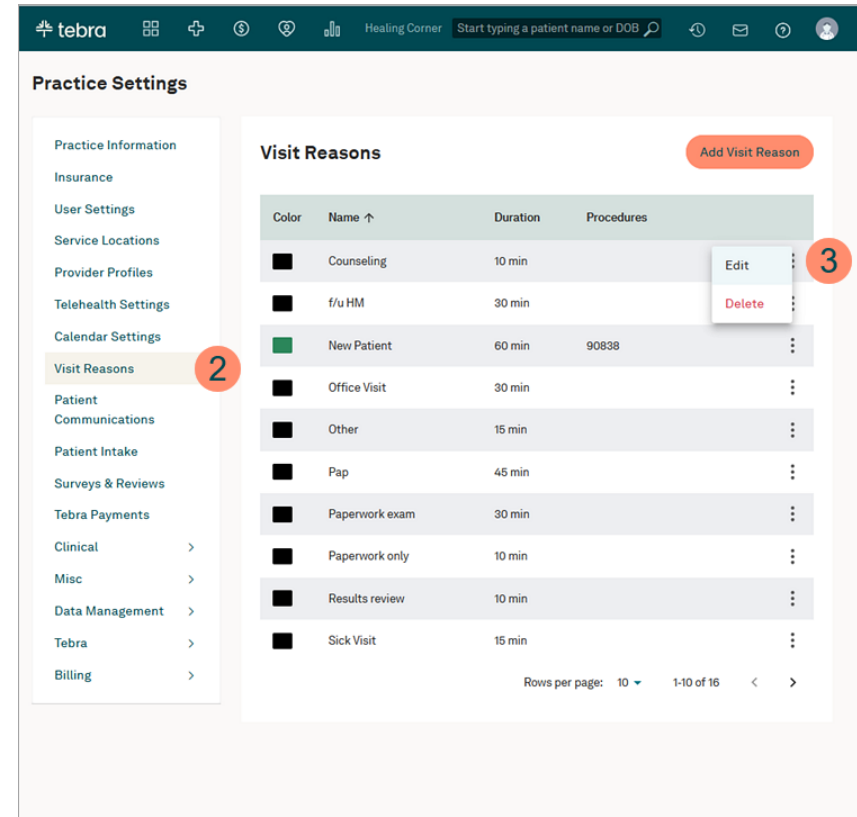 tebra Healing Corner Start typing a patient name or DOB
Practice Settings
Practice Information
Insurance
User Settings
Service Locations
Provider Profiles
Telehealth Settings
Calendar Settings
Visit Reasons 2
Patient
Communications
Patient Intake
Surveys & Reviews
Tebra Payments
Clinical
Misc
Data Management
Tebra
Billing
Visit Reasons Add Visit Reason
Color Name ↑ Duration Procedures
Counseling 10 min Edit 3
f/u HM 30 min Delete
New Patient 60 min 90838
Office Visit 30 min
Other 15 min
Pap 45 min
Paperwork exam 30 min
Paperwork only 10 min
Results review 10 min
Sick Visit 15 min
Rows per page: 10 1-10 of 16 < >